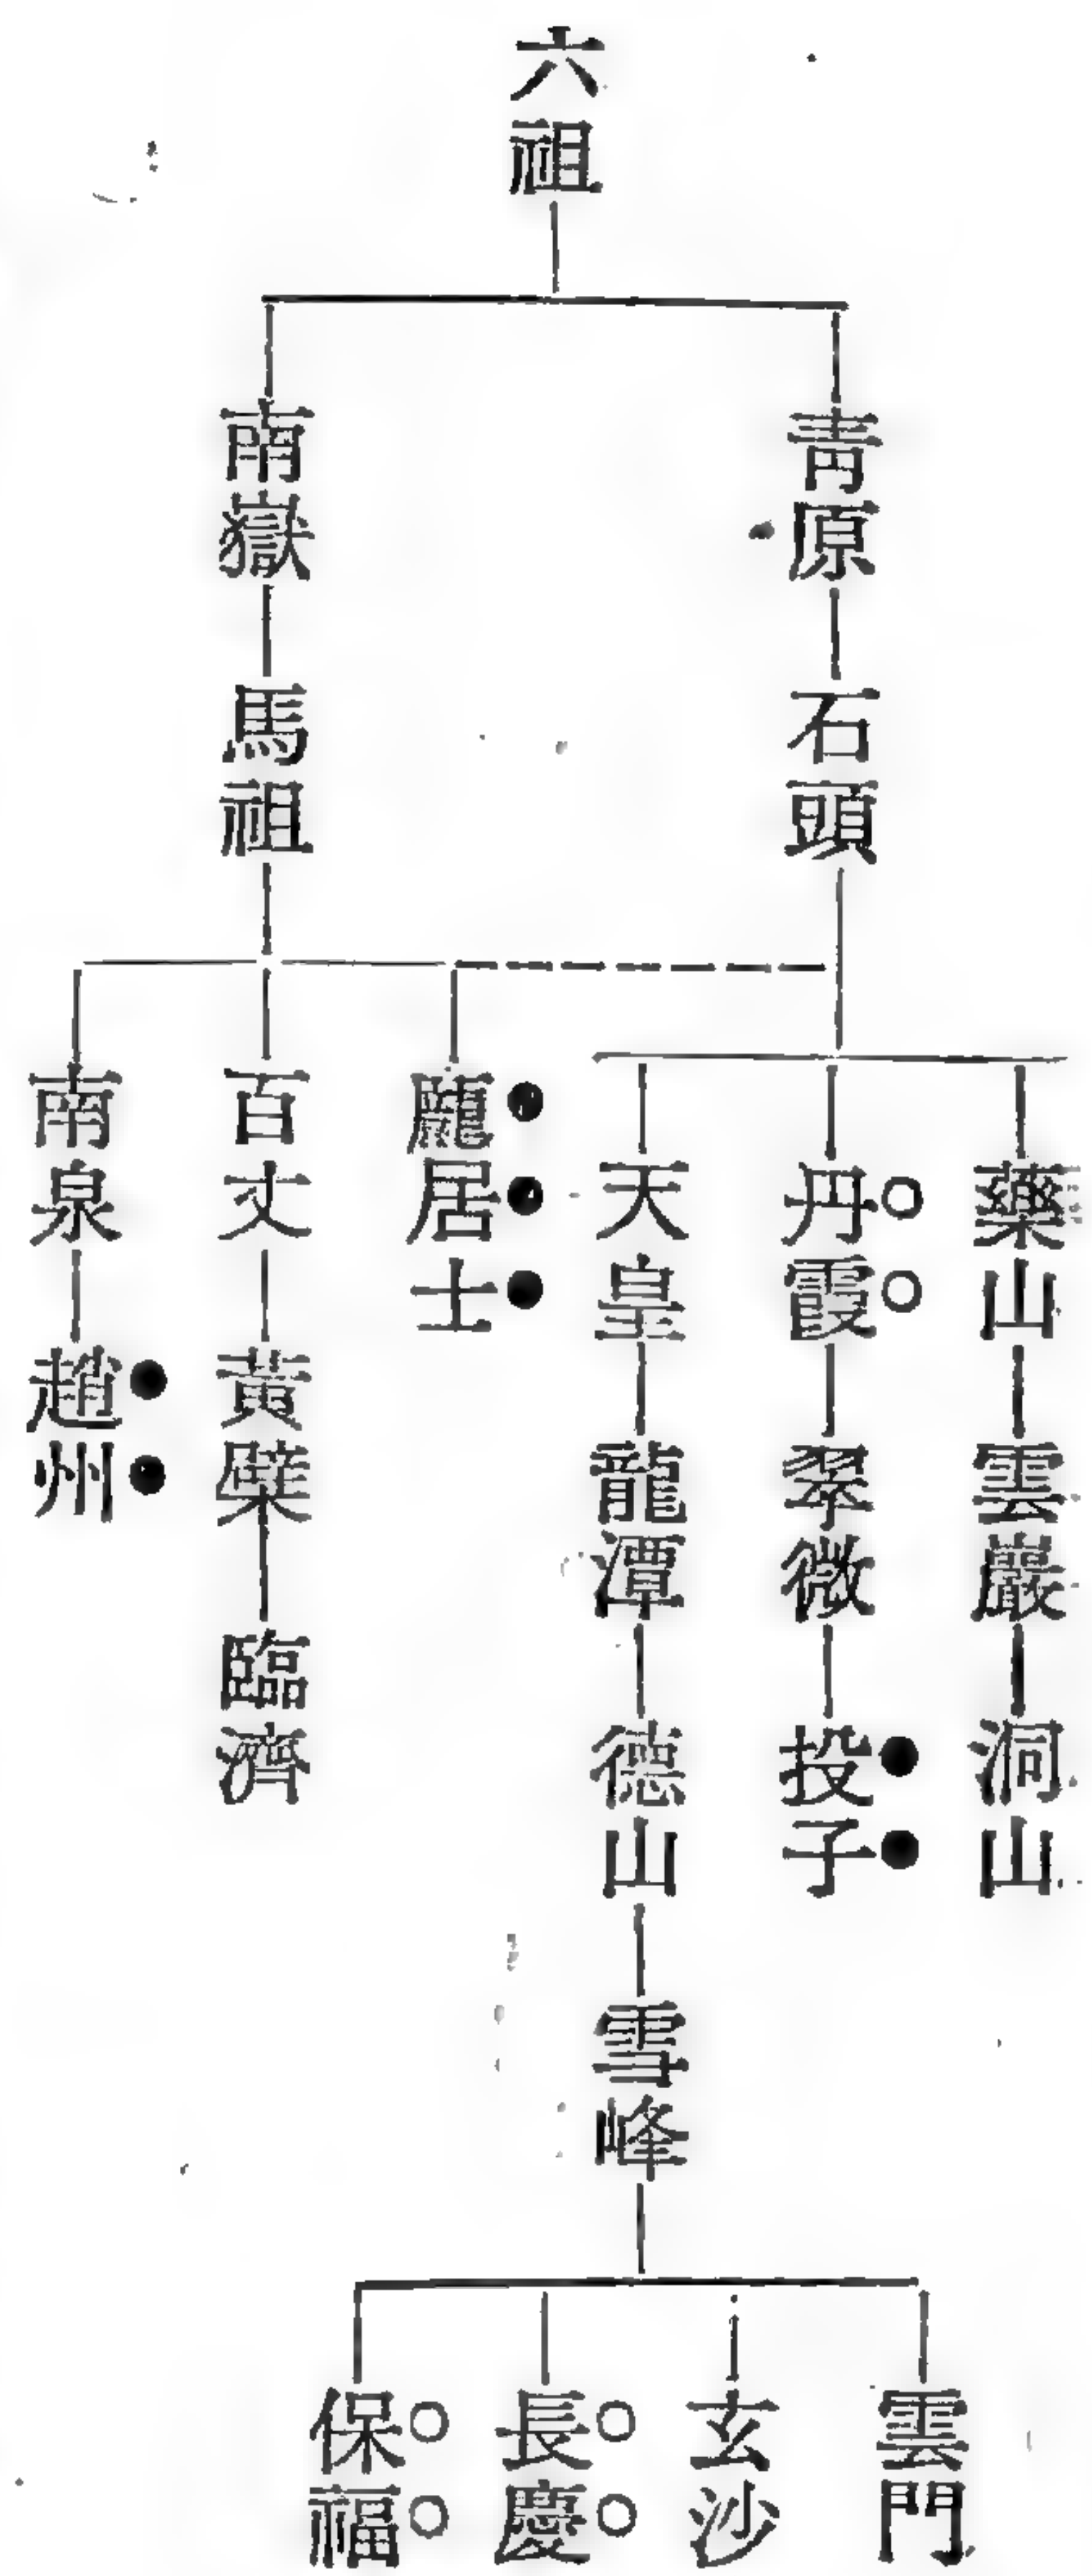 六祖
青原
石頭
藥山
雲巖
洞山
丹霞
翠微
投子
天皇
龍潭
德山
雪峰
雲門
玄沙
長慶
保福
南嶽
馬祖
龐居士
百丈
黃檗
臨濟
南泉
趙州